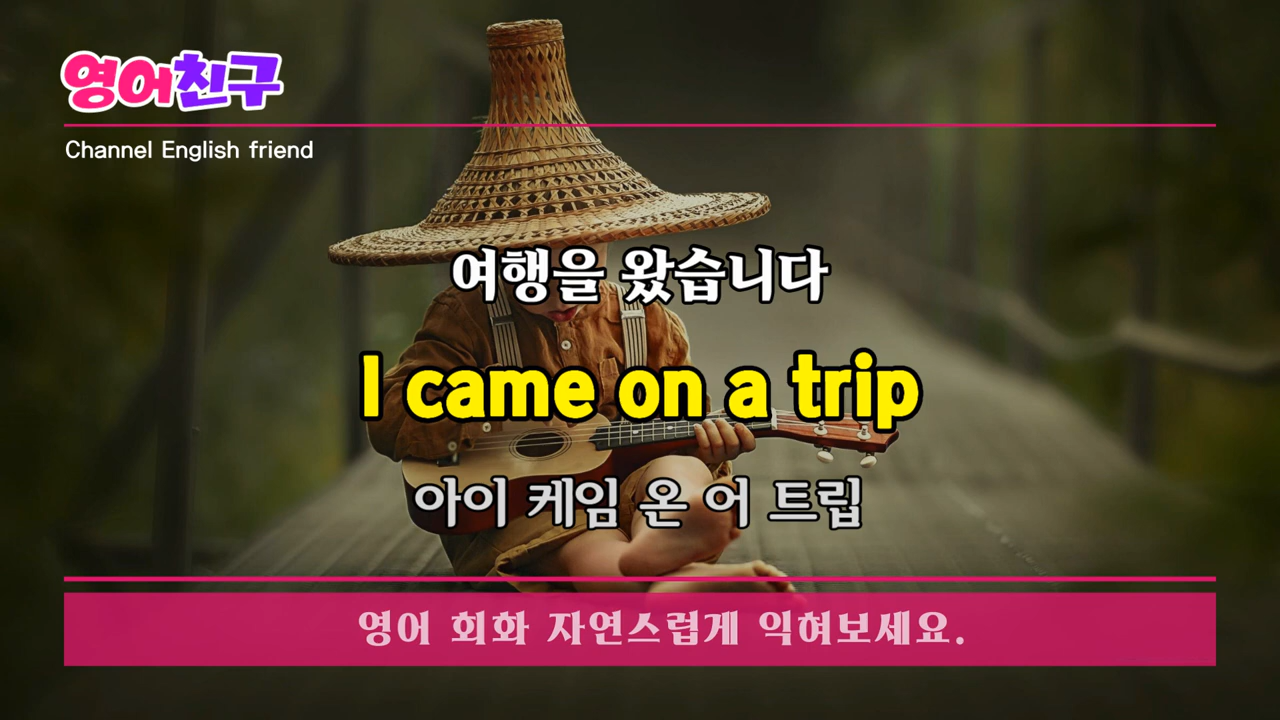 영어친구
Channel English friend
여행을 왔습니다
I came on a trip
아이 케임 온 어 트립
영어 회화 자연스럽게 익혀보세요.